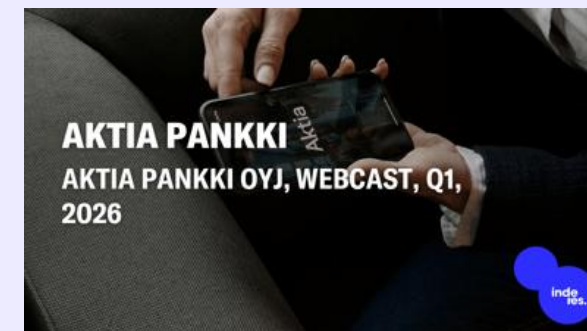 AKTIA PANKKI
Aktia
AKTIA PANKKI OYJ, WEBCAST, Q1,
2026
inde
res.